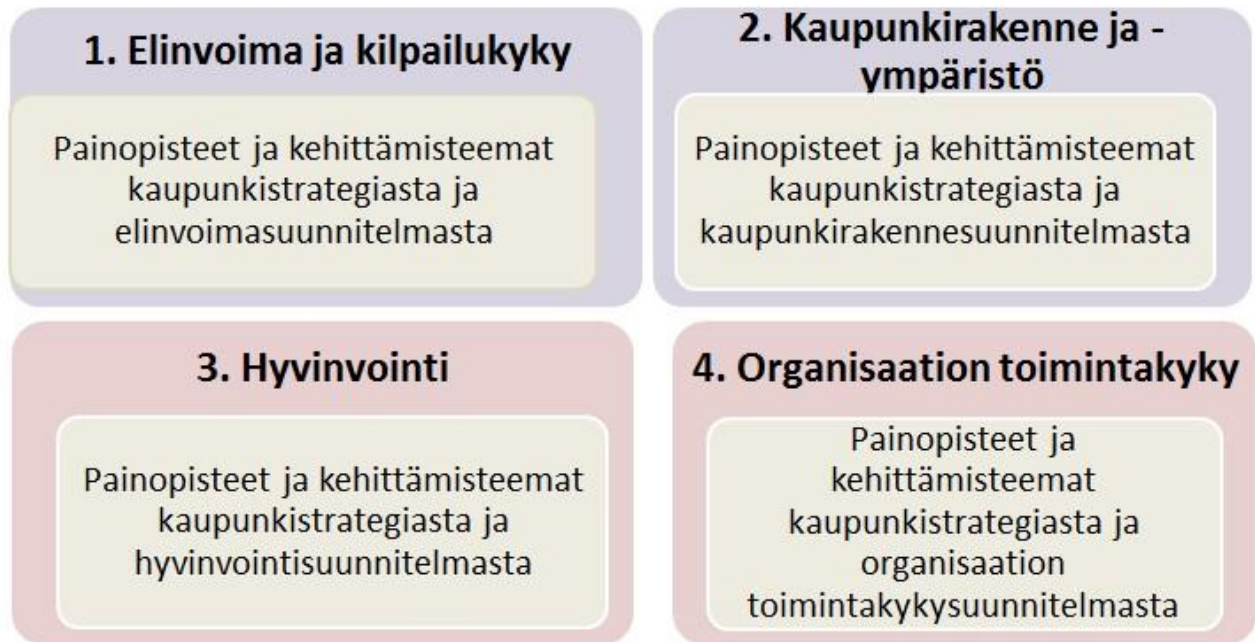 1. Elinvoima ja kilpailukyky
Painopisteet ja kehittämisteemat
kaupunkistrategiasta ja
elinvoimasuunnitelmasta
2. Kaupunkirakenne ja -
ympäristö
Painopisteet ja kehittämisteemat
kaupunkistrategiasta ja
kaupunkirakennesuunnitelmasta
3. Hyvinvointi
Painopisteet ja kehittämisteemat
kaupunkistrategiasta ja
hyvinvointisuunnitelmasta
4. Organisaation toimintakyky
Painopisteet ja
kehittämisteemat
kaupunkistrategiasta ja
organisaation
toimintakykysuunnitelmasta